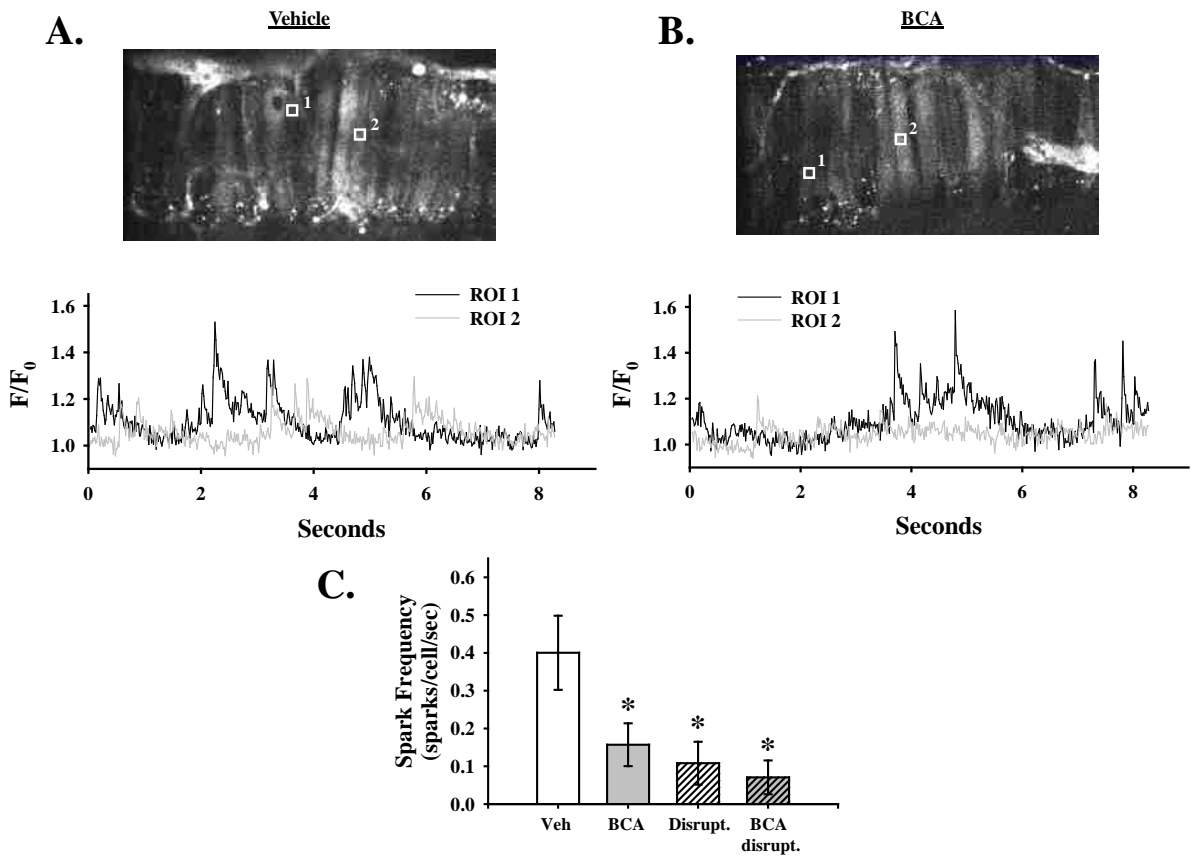 Vehicle
A.
1
2
BCA
B.
1
2
ROI 1
ROI 2
1.6
1.4
1.2
1.0
F/F0
0
2
4
6
8
Seconds
ROI 1
ROI 2
1.6
1.4
1.2
1.0
F/F0
0
2
4
6
8
Seconds
C.
Spark Frequency
(sparks/cell/sec)
0.6
0.5
0.4
0.3
0.2
0.1
0.0
*
*
*
Veh
BCA
Disrupt.
BCA
disrupt.